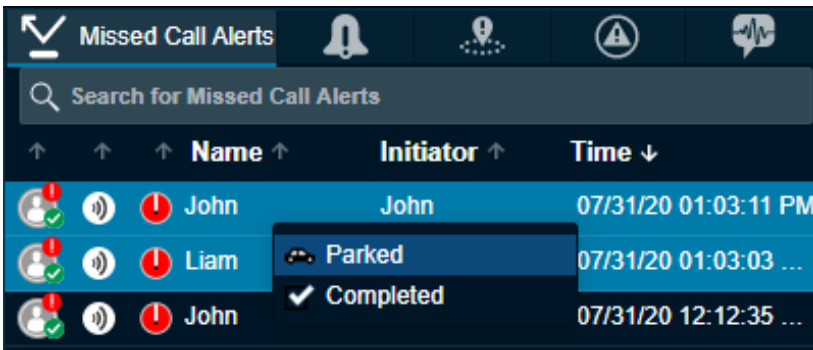 Missed Call Alerts
Search for Missed Call Alerts
Name Initiator Time
John John 07/31/20 01:03:11 PM
Liam 07/31/20 01:03:03 ...
Parked
Completed
John 07/31/20 12:12:35 ...